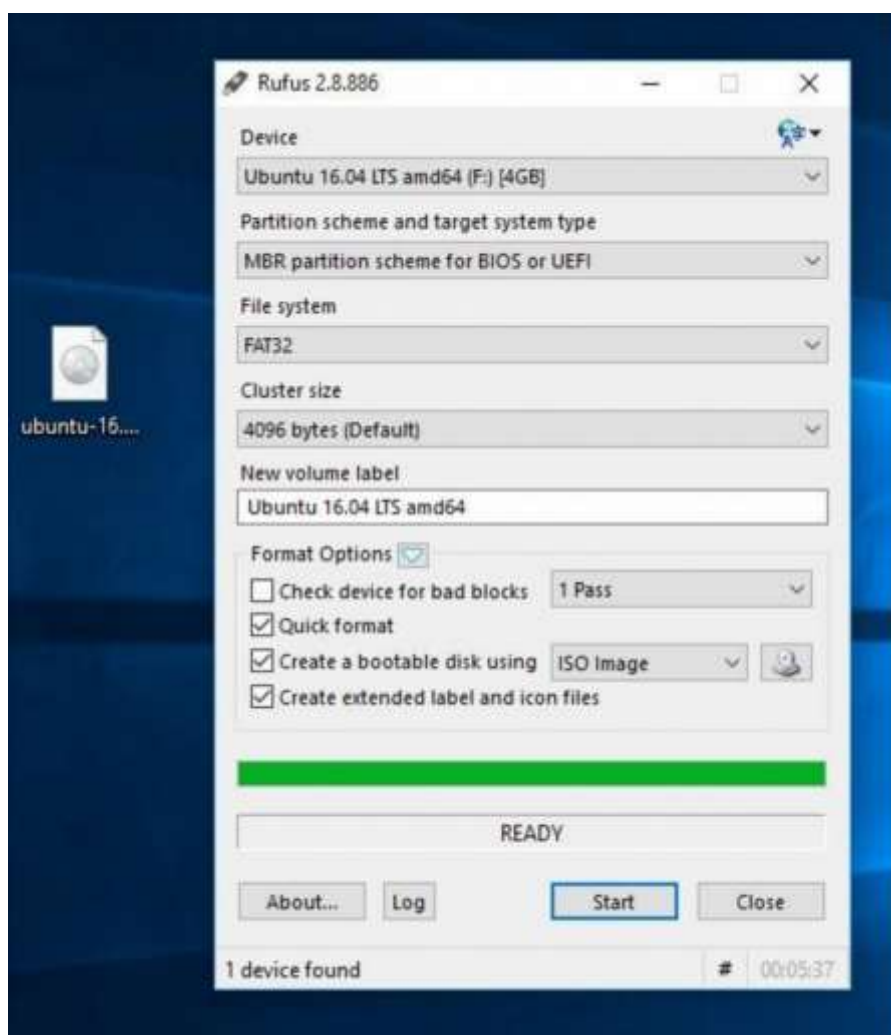 Rufus 2.8.886
Device
Ubuntu 16.04 LTS amd64 (F:) [4GB]
Partition scheme and target system type
MBR partition scheme for BIOS or UEFI
File system
FAT32
ubuntu-16....
Cluster size
4096 bytes (Default)
New volume label
Ubuntu 16.04 LTS amd64
Format Options
Check device for bad blocks 1 Pass
Quick format
Create a bootable disk using ISO Image
Create extended label and icon files
READY
About... Log Start Close
1 device found # 00:05:37